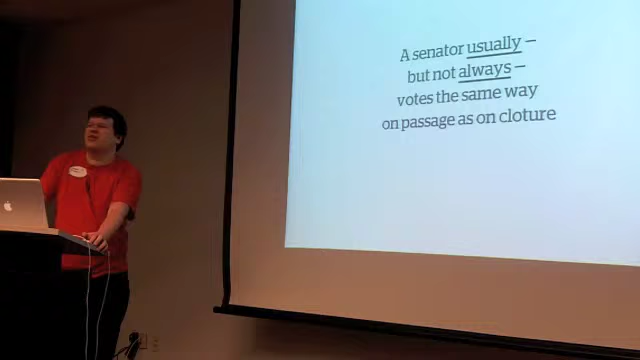 A senator usually —
but not always —
votes the same way
on passage as on cloture